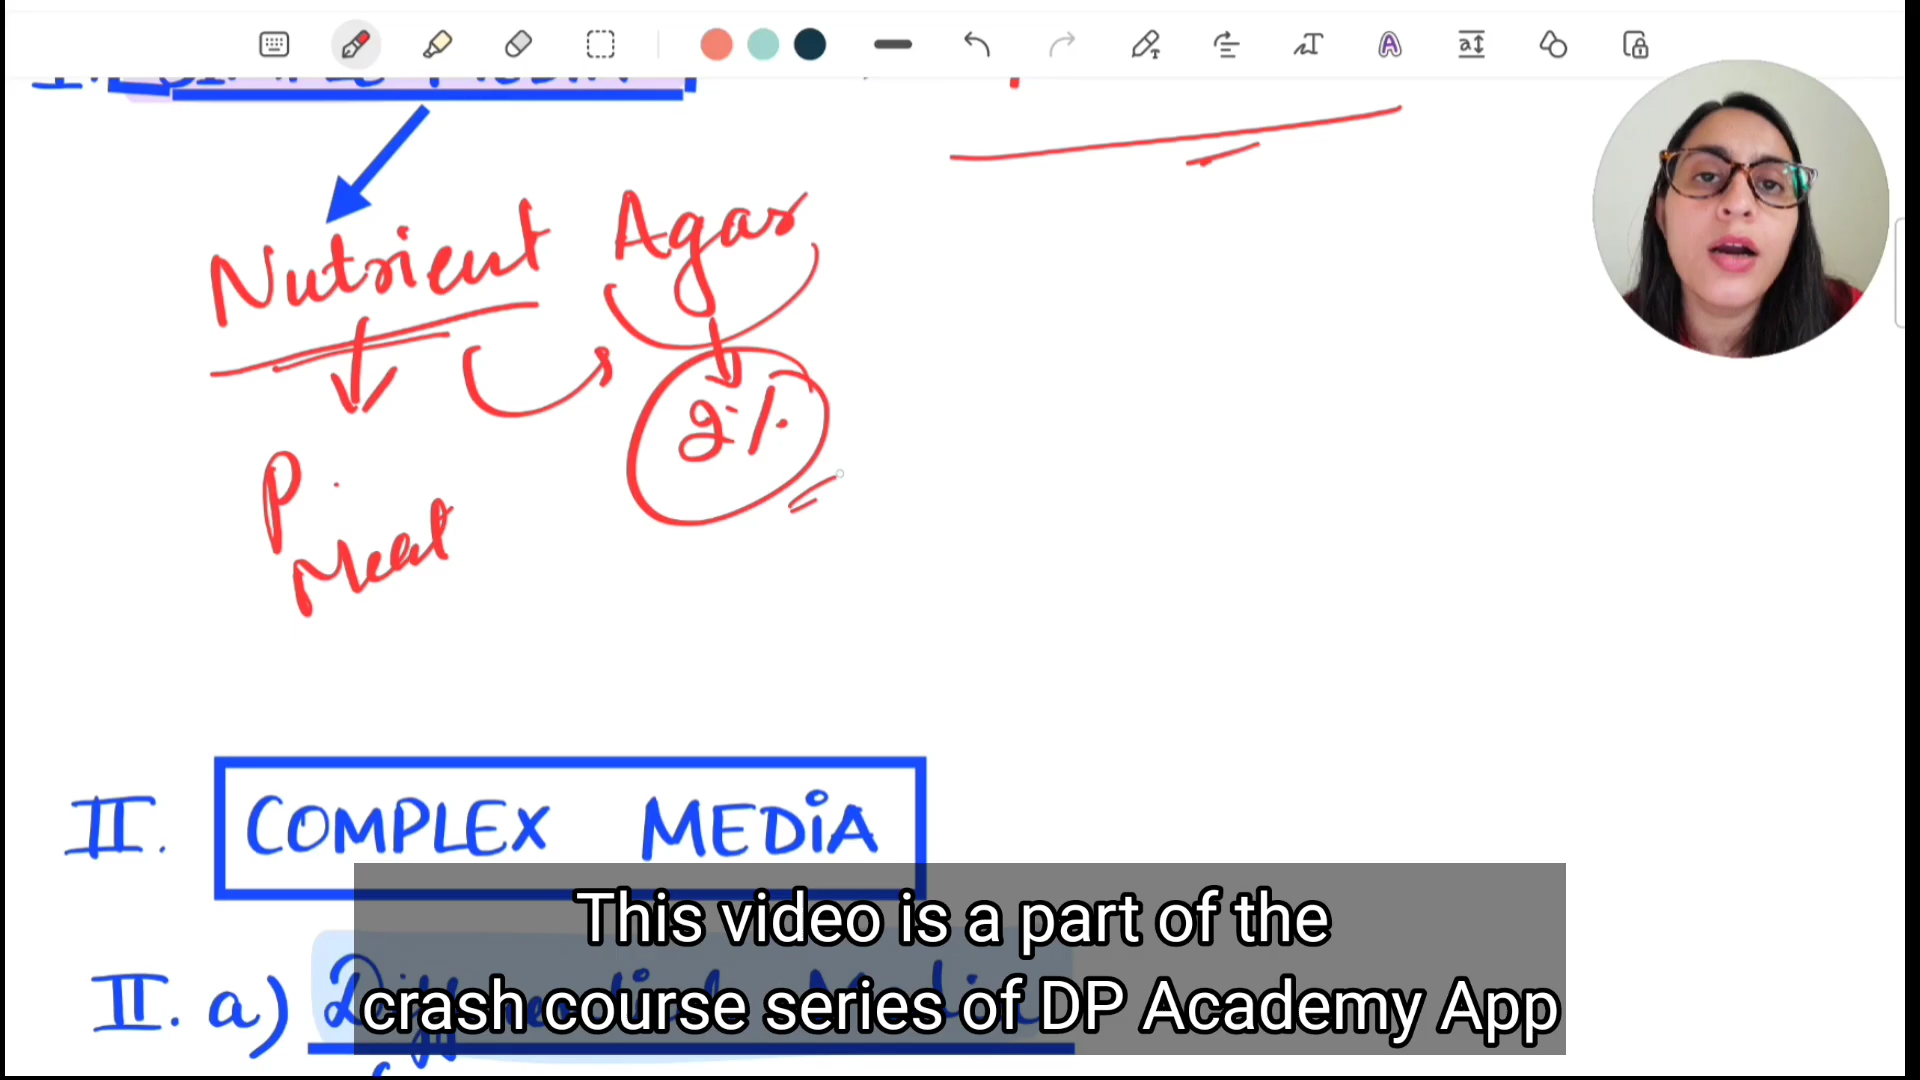 Nutrient Agar
2%
P
Meat
II. COMPLEX MEDiA
II. a)
This video is a part of the
crash course series of DP Academy App